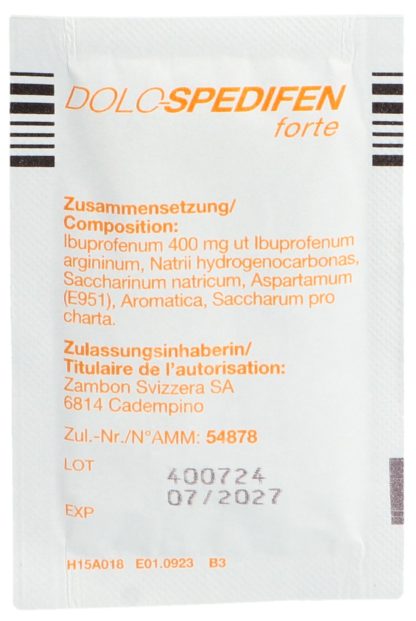 DOLO-SPEDIFEN
forte
Zusammensetzung/
Composition:
Ibuprofenum 400 mg ut Ibuprofenum
argininum, Natrii hydrogenocarbonas,
Saccharinum natricum, Aspartamum
(E951), Aromatica, Saccharum pro
charta.
Zulassungsinhaberin/
Titulaire de l'autorisation:
Zambon Svizzera SA
6814 Cadempino
Zul.-Nr./N°AMM: 54878
LOT 400724
07/2027
EXP
H15A018 E01.0923 B3